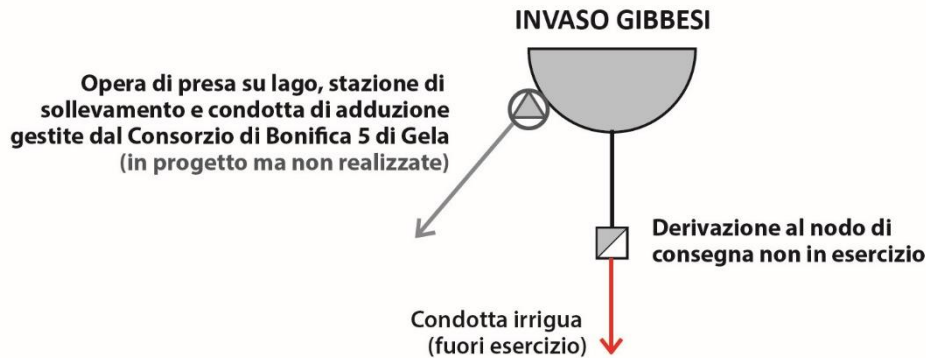 INVASO GIBBESI
Opera di presa su lago, stazione di
sollevamento e condotta di adduzione
gestite dal Consorzio di Bonifica 5 di Gela
(in progetto ma non realizzate)
Derivazione al nodo di
consegna non in esercizio
Condotta irrigua
(fuori esercizio)